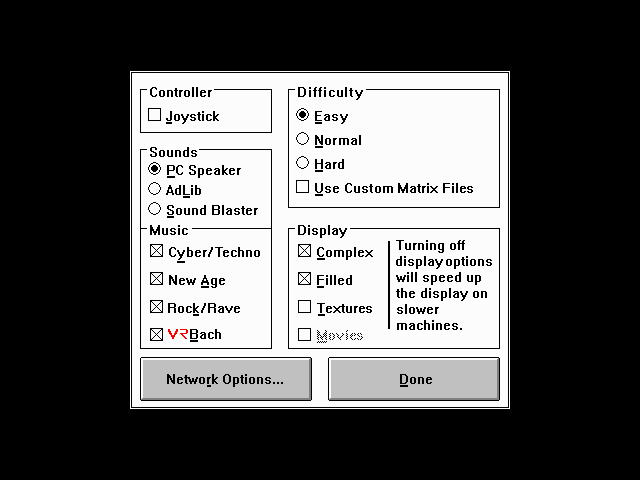 Controller
Joystick
Sounds
PC Speaker
AdLib
Sound Blaster
Music
Cyber/Techno
New Age
Rock/Rave
VRBach
Difficulty
Easy
Normal
Hard
Use Custom Matrix Files
Display
Complex
Filled
Textures
Movies
Turning off
display options
will speed up
the display on
slower
machines.
Network Options...
Done